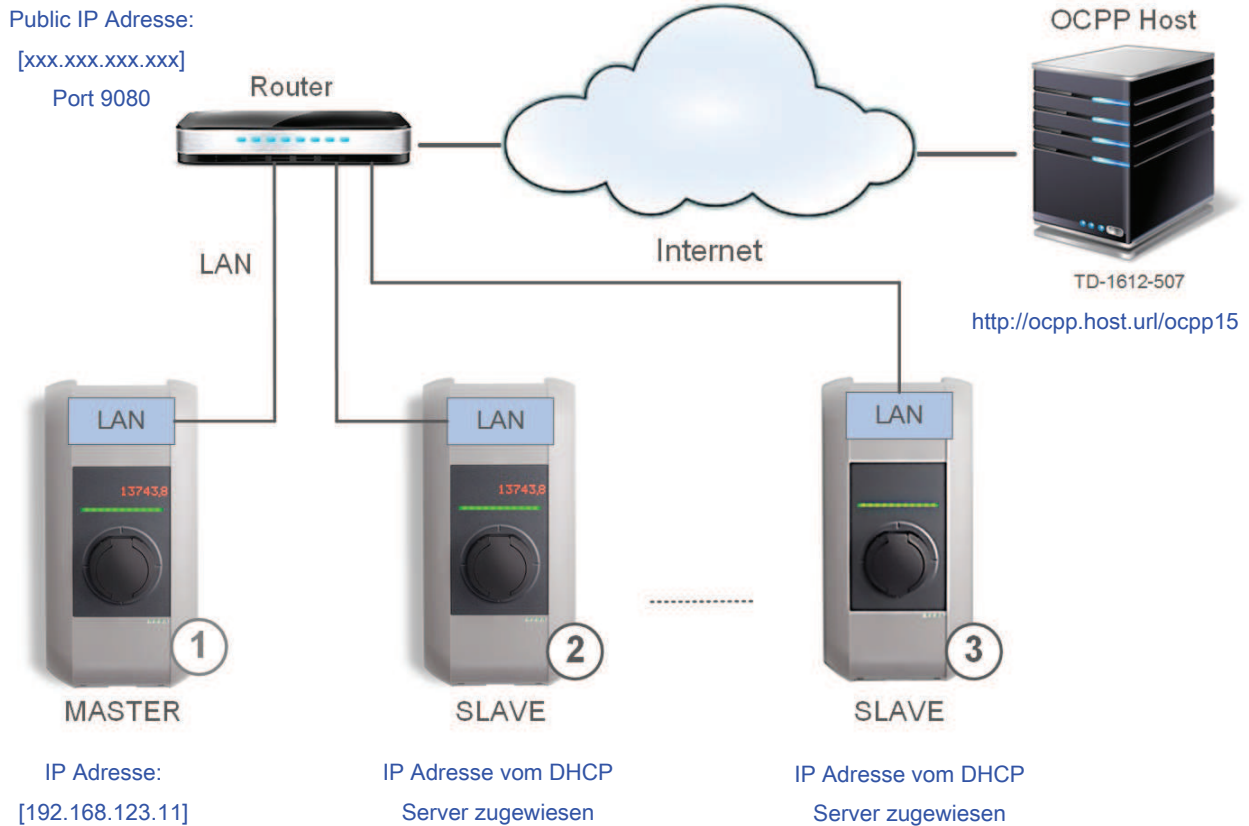 Public IP Adresse:
[xxx.xxx.xxx.xxx]
Port 9080
Router
OCPP Host
LAN
Internet
TD-1612-507
http://ocpp.host.url/ocpp15
LAN
LAN
LAN
13743,8
13743,8
1
2
3
MASTER
SLAVE
SLAVE
IP Adresse:
[192.168.123.11]
IP Adresse vom DHCP
Server zugewiesen
IP Adresse vom DHCP
Server zugewiesen